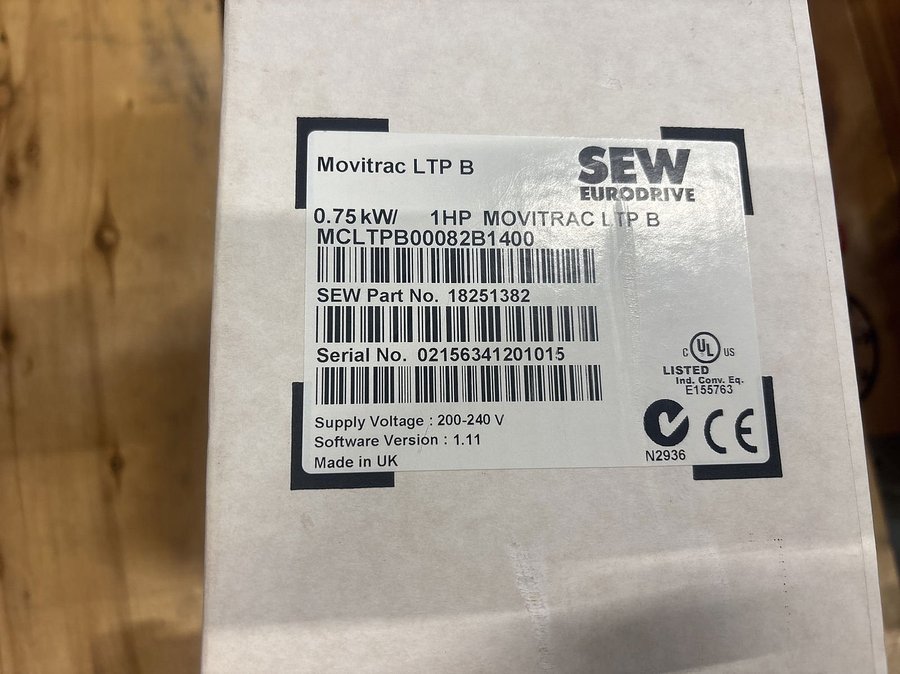 Movitrac LTP B
SEW
EURODRIVE
0.75 kW/ 1HP MOVITRAC LTP B
MCLTPB00082B1400
SEW Part No. 18251382
Serial No. 02156341201015
C UL US
LISTED
Ind. Conv. Eq.
E155763
Supply Voltage : 200-240 V
Software Version : 1.11
Made in UK
N2936
CE